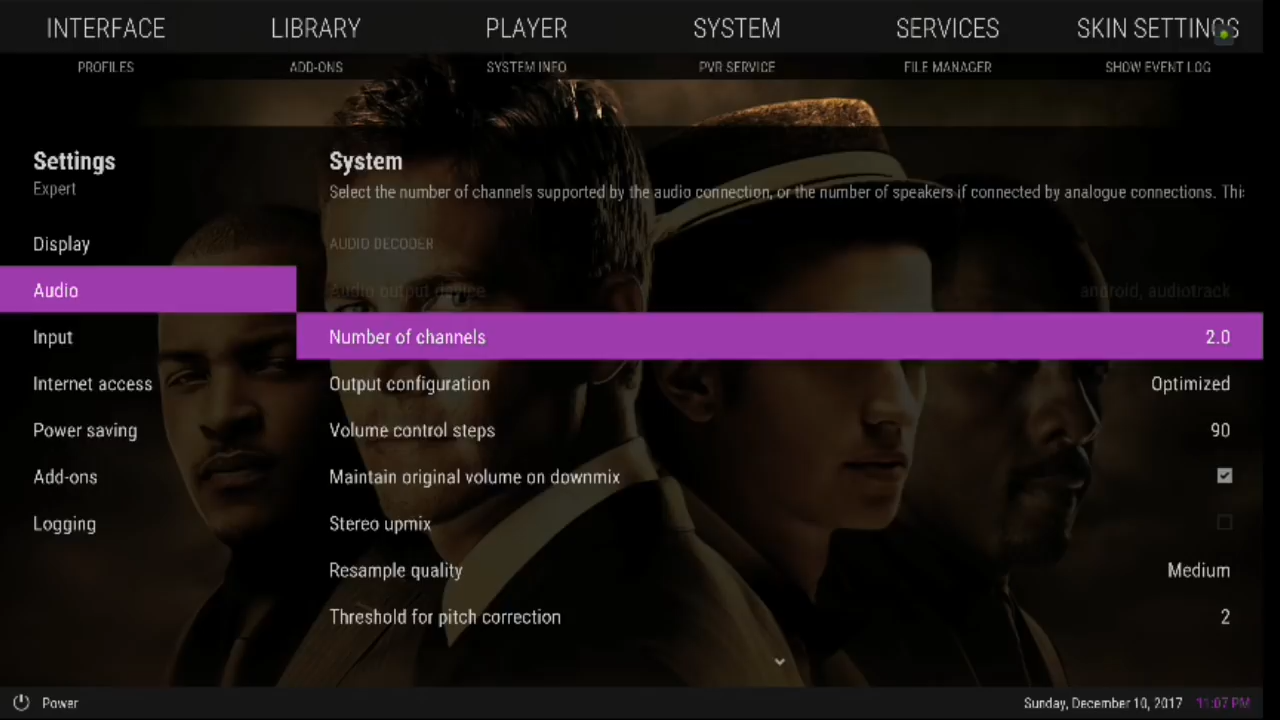 INTERFACE LIBRARY PLAYER SYSTEM SERVICES SKIN SETTINGS
PROFILES ADD-ONS SYSTEM INFO PVR SERVICE FILE MANAGER SHOW EVENT LOG
Settings
Expert
Display
Audio
Input
Internet access
Power saving
Add-ons
Logging
System
Select the number of channels supported by the audio connection, or the number of speakers if connected by analogue connections. This
AUDIO DECODER
Audio output device android, audiotrack
Number of channels 2.0
Output configuration Optimized
Volume control steps 90
Maintain original volume on downmix
Stereo upmix
Resample quality Medium
Threshold for pitch correction 2
Power
Sunday, December 10, 2017 11:07 PM